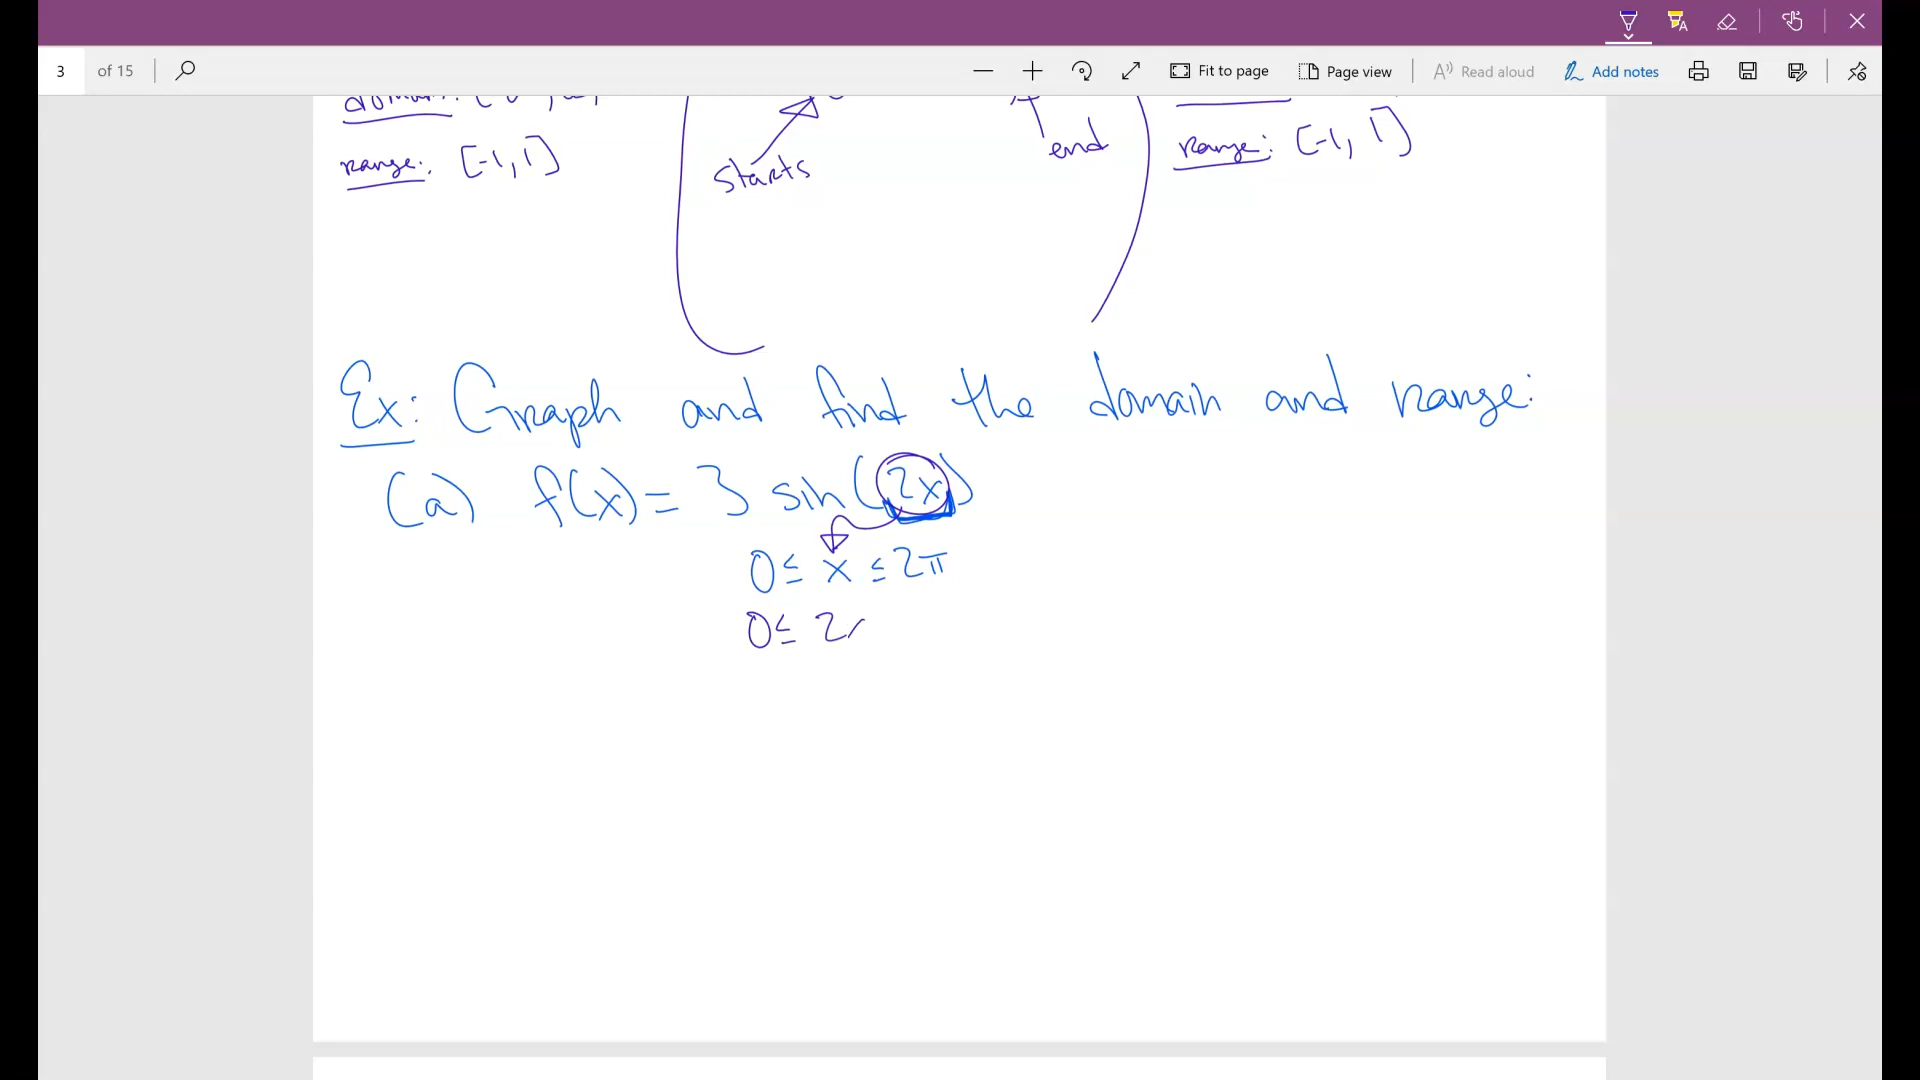 3 of 15 Fit to page Page view Read aloud Add notes
range: [-1, 1]
starts
end
range: [-1, 1]
Ex: Graph and find the domain and range:
(a) f(x) = 3 sin(2x)
0 ≤ x ≤ 2π
0 ≤ 2